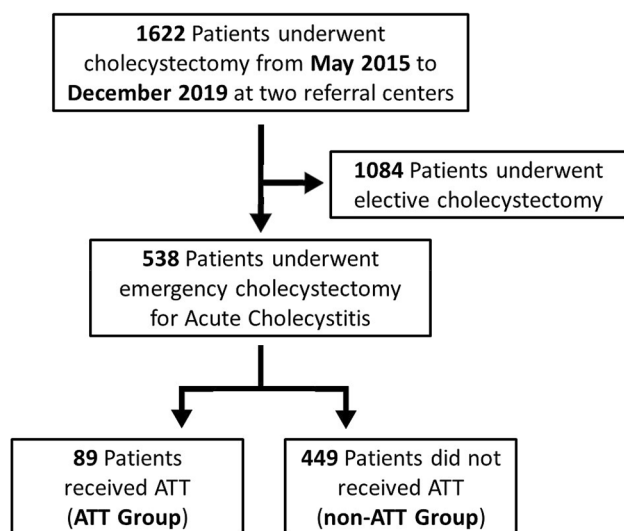 1622 Patients underwent
cholecystectomy from May 2015 to
December 2019 at two referral centers
1084 Patients underwent
elective cholecystectomy
538 Patients underwent
emergency cholecystectomy
for Acute Cholecystitis
89 Patients
received ATT
(ATT Group)
449 Patients did not
received ATT
(non-ATT Group)